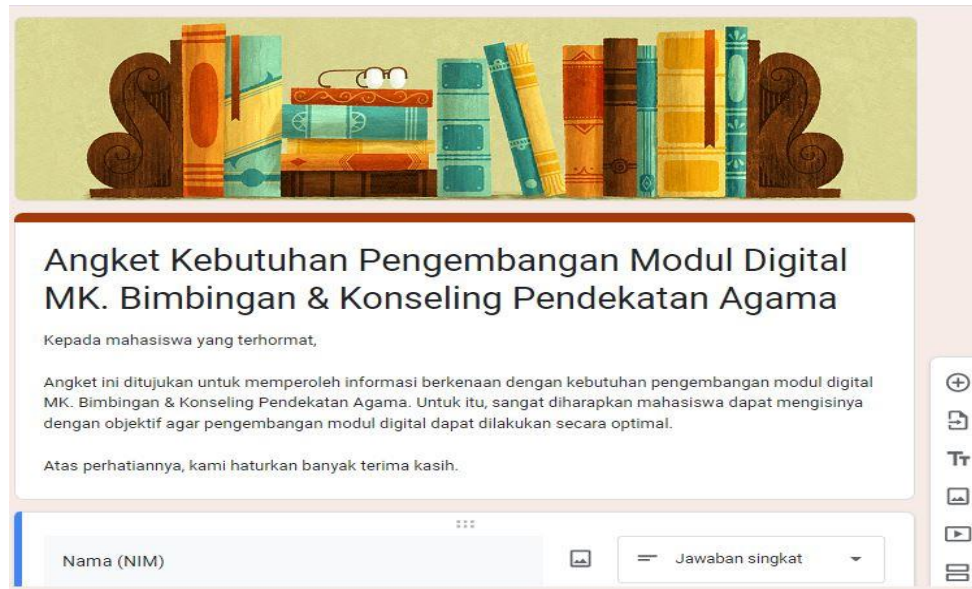 Angket Kebutuhan Pengembangan Modul Digital
MK. Bimbingan & Konseling Pendekatan Agama
Kepada mahasiswa yang terhormat,
Angket ini ditujukan untuk memperoleh informasi berkenaan dengan kebutuhan pengembangan modul digital
MK. Bimbingan & Konseling Pendekatan Agama. Untuk itu, sangat diharapkan mahasiswa dapat mengisinya
dengan objektif agar pengembangan modul digital dapat dilakukan secara optimal.
Atas perhatiannya, kami haturkan banyak terima kasih.
Nama (NIM)
Jawaban singkat
Tт